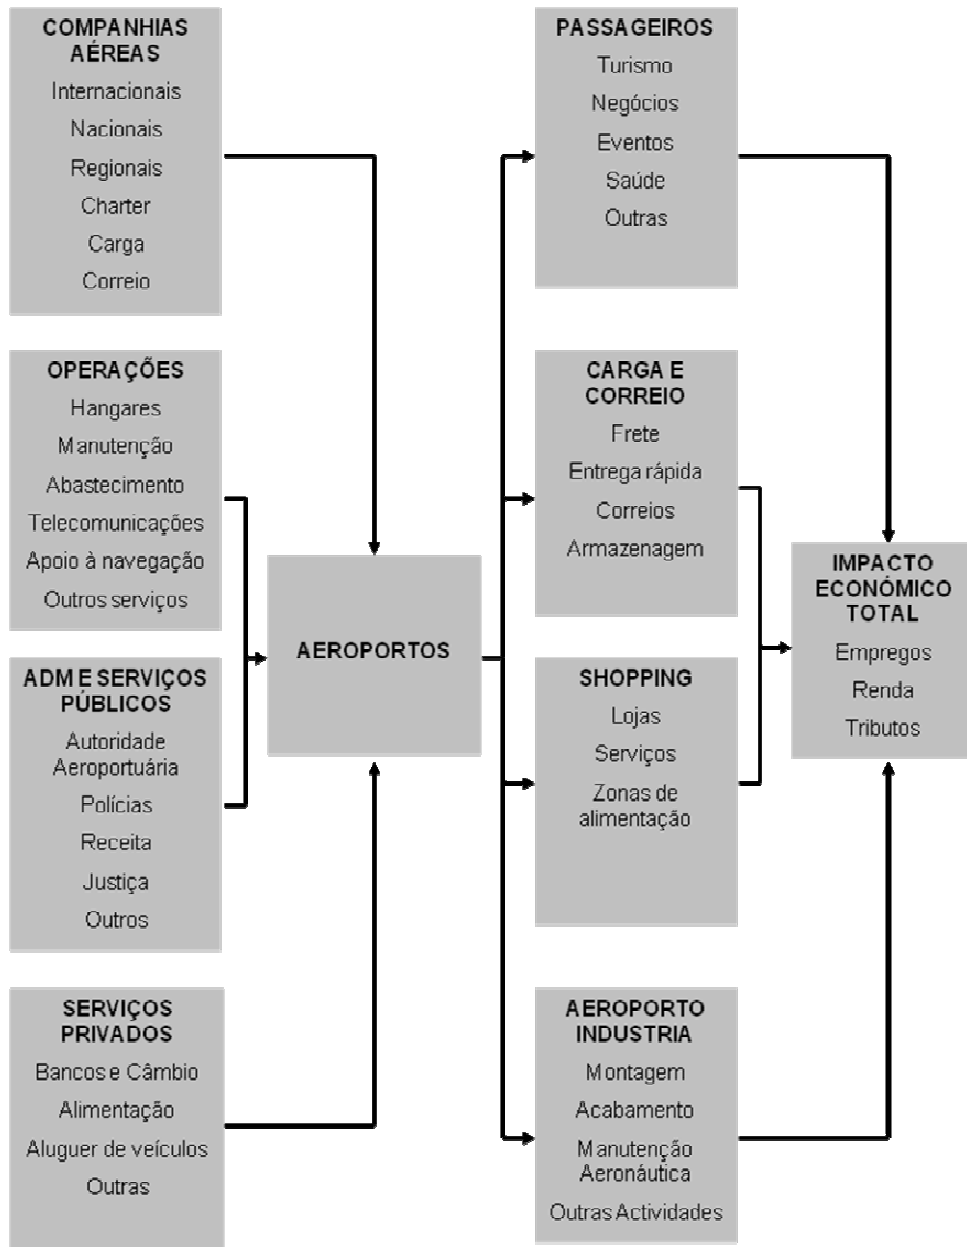 COMPANHIAS
AÉREAS
Internacionais
Nacionais
Regionais
Charter
Carga
Correio
OPERAÇÕES
Hangares
Manutenção
Abastecimento
Telecomunicações
Apoio à navegação
Outros serviços
ADM E SERVIÇOS
PÚBLICOS
Autoridade
Aeroportuária
Polícias
Receita
Justiça
Outros
SERVIÇOS
PRIVADOS
Bancos e Câmbio
Alimentação
Aluguer de veículos
Outras
AEROPORTOS
PASSAGEIROS
Turismo
Negócios
Eventos
Saúde
Outras
CARGA E
CORREIO
Frete
Entrega rápida
Correios
Armazenagem
SHOPPING
Lojas
Serviços
Zonas de
alimentação
AEROPORTO
INDUSTRIA
Montagem
Acabamento
Manutenção
Aeronáutica
Outras Actividades
IMPACTO
ECONÓMICO
TOTAL
Empregos
Renda
Tributos